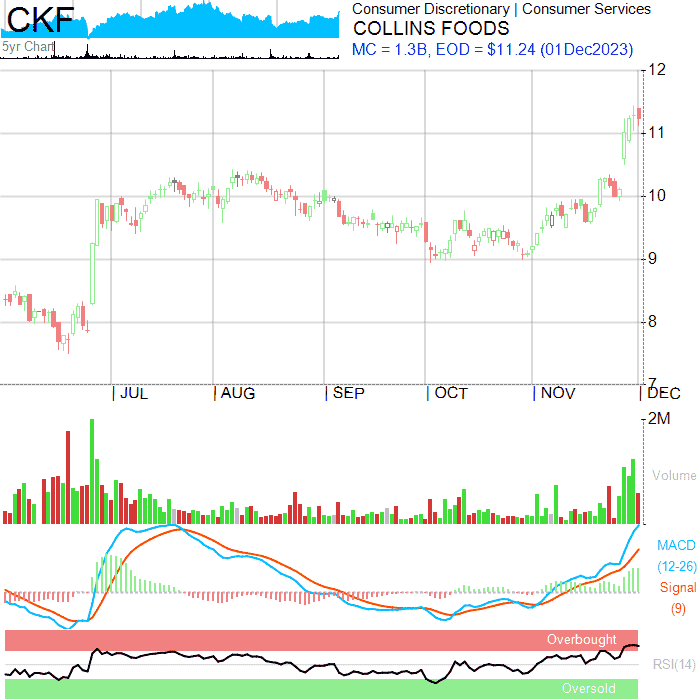 CKF
5yr Chart
Consumer Discretionary | Consumer Services
COLLINS FOODS
MC = 1.3B, EOD = $11.24 (01Dec2023)
12
11
10
9
8
7
| JUL | AUG | SEP | OCT | NOV | DEC
2M
Volume
MACD
(12-26)
Signal
(9)
Overbought
RSI(14)
Oversold